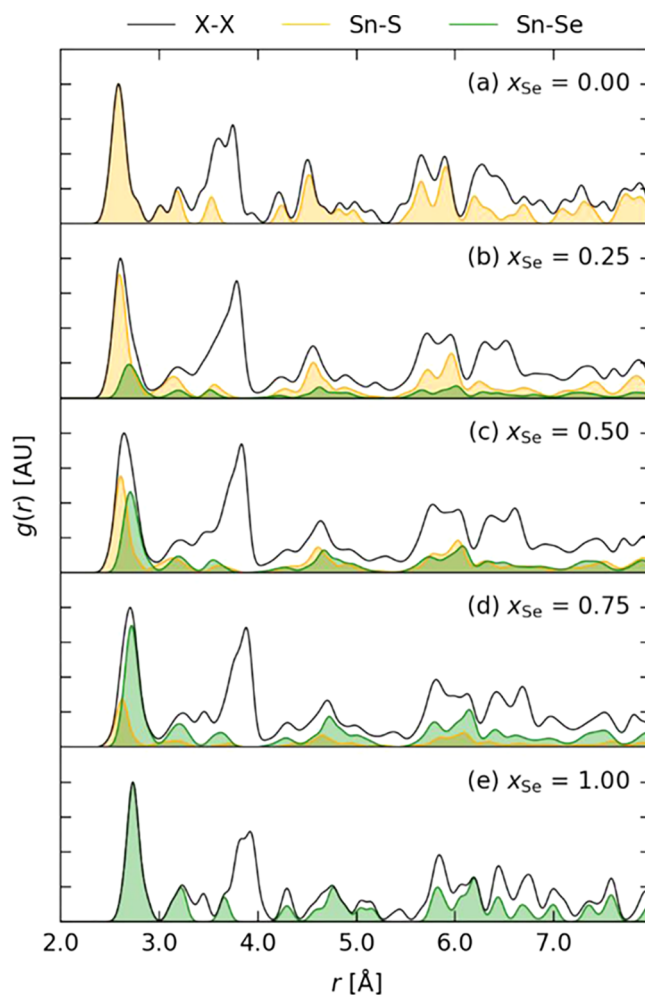 X-X Sn-S Sn-Se
(a) xSe = 0.00
(b) xSe = 0.25
(c) xSe = 0.50
(d) xSe = 0.75
(e) xSe = 1.00
g(r) [AU]
2.0 3.0 4.0 5.0 6.0 7.0
r [Å]